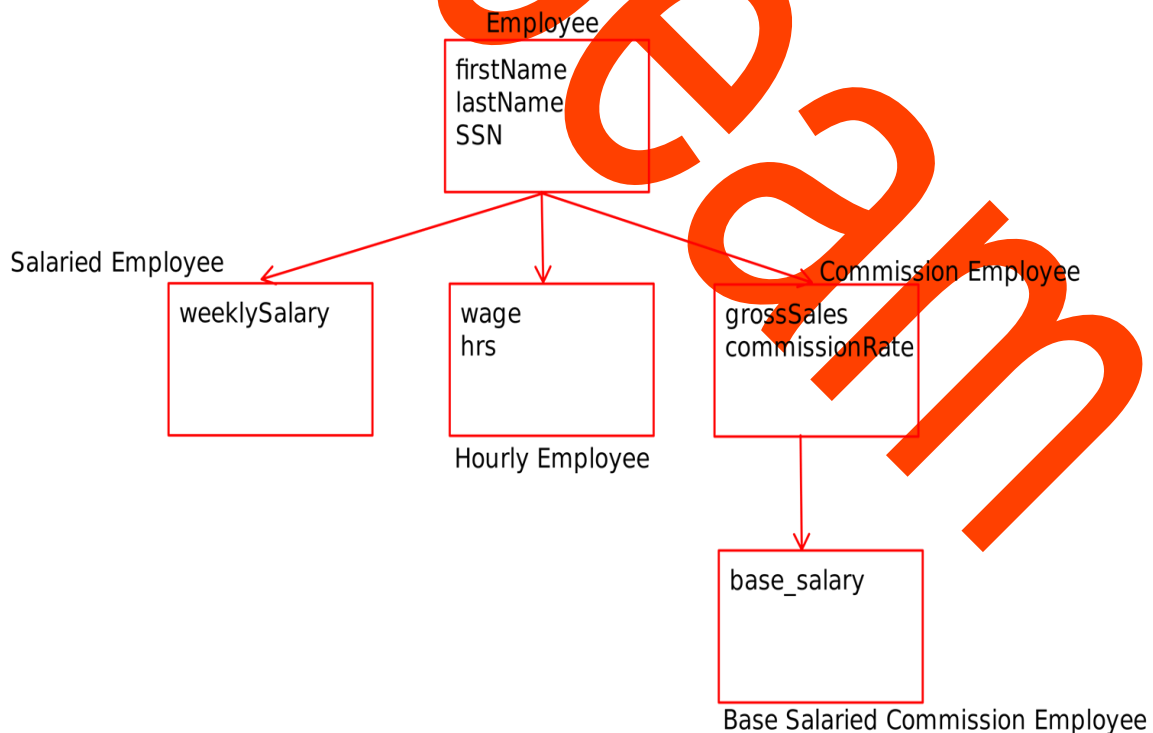 Employee
firstName
lastName
SSN
Salaried Employee
weeklySalary
wage
hrs
Hourly Employee
Commission Employee
grossSales
commissionRate
base_salary
Base Salaried Commission Employee
eam